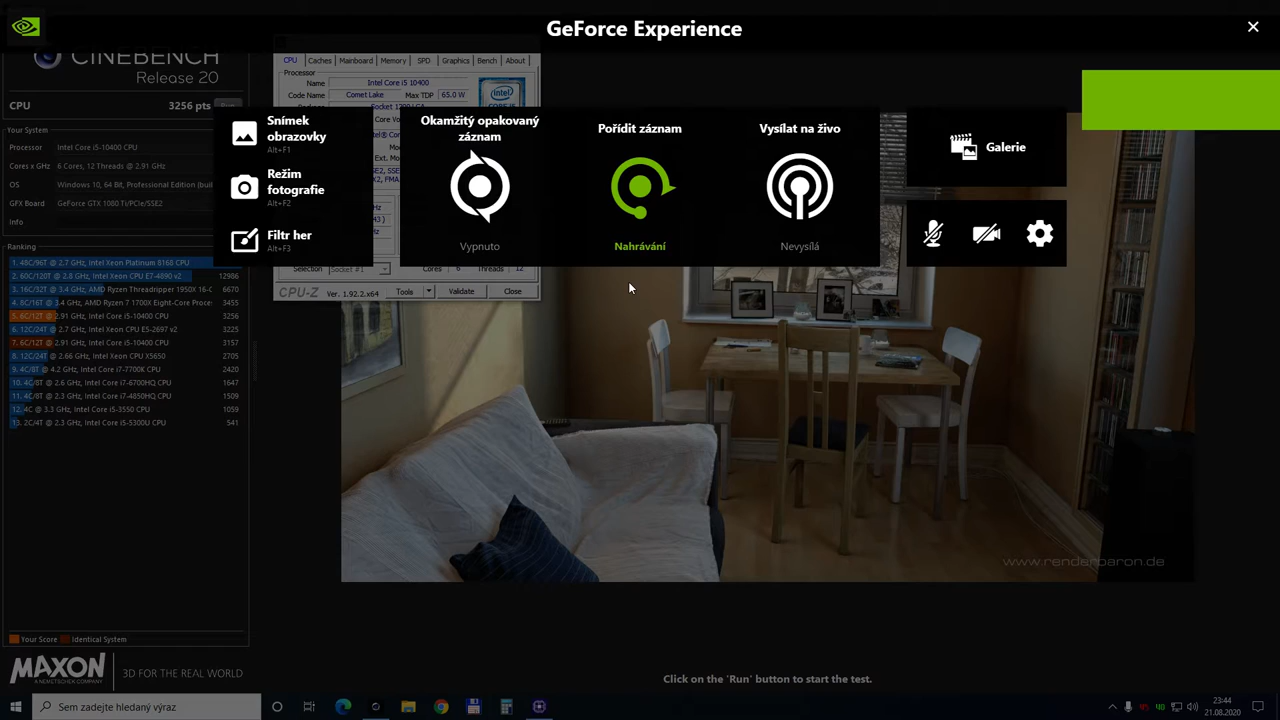 GeForce Experience
CINEBENCH
Release 20
CPU 3256 pts Run
Your System
Processor Intel Core i5-10400 CPU
Cores x GHz 6 Cores, 12 Threads @ 2.91 GHz
OS Windows 10, 64 Bit, Professional Edition
GPU Board GeForce GTX 1080 Ti/PCIe/SSE2
Info
Ranking
1. 48C/96T @ 2.7 GHz, Intel Xeon Platinum 8168 CPU
2. 60C/120T @ 2.8 GHz, Intel Xeon CPU E7-4890 v2 12986
3. 16C/32T @ 3.4 GHz, AMD Ryzen Threadripper 1950X 16-C 6670
4. 8C/16T @ 3.4 GHz, AMD Ryzen 7 1700X Eight-Core Proce: 3455
5. 6C/12T @ 2.91 GHz, Intel Core i5-10400 CPU 3256
6. 12C/24T @ 2.7 GHz, Intel Xeon CPU E5-2697 v2 3225
7. 6C/12T @ 2.91 GHz, Intel Core i5-10400 CPU 3157
8. 12C/24T @ 2.66 GHz, Intel Xeon CPU X5650 2705
9. 4C/8T @ 4.2 GHz, Intel Core i7-7700K CPU 2420
10. 4C/8T @ 2.6 GHz, Intel Core i7-6700HQ CPU 1647
11. 4C/8T @ 2.3 GHz, Intel Core i7-4850HQ CPU 1509
12. 4C @ 3.3 GHz, Intel Core i5-3550 CPU 1059
13. 2C/4T @ 2.3 GHz, Intel Core i5-5300U CPU 541
Your Score Identical System
MAXON
A NEMETSCHEK COMPANY
3D FOR THE REAL WORLD
CPU Caches Mainboard Memory SPD Graphics Bench About
Processor
Name Intel Core i5 10400
Code Name Comet Lake Max TDP 65.0 W
intel
Selection Socket #1 Cores 6 Threads 12
CPU-Z Ver. 1.92.2.x64 Tools Validate Close
Snímek
obrazovky
Alt+F1
Režim
fotografie
Alt+F2
Filtr her
Alt+F3
Okamžitý opakovaný
záznam
Vypnuto
Pořídit záznam
Nahrávání
Vysílat na živo
Nevysílá
Galerie
www.renderbaron.de
Click on the 'Run' button to start the test.
Sem zadejte hledaný výraz
23:44
21.08.2020